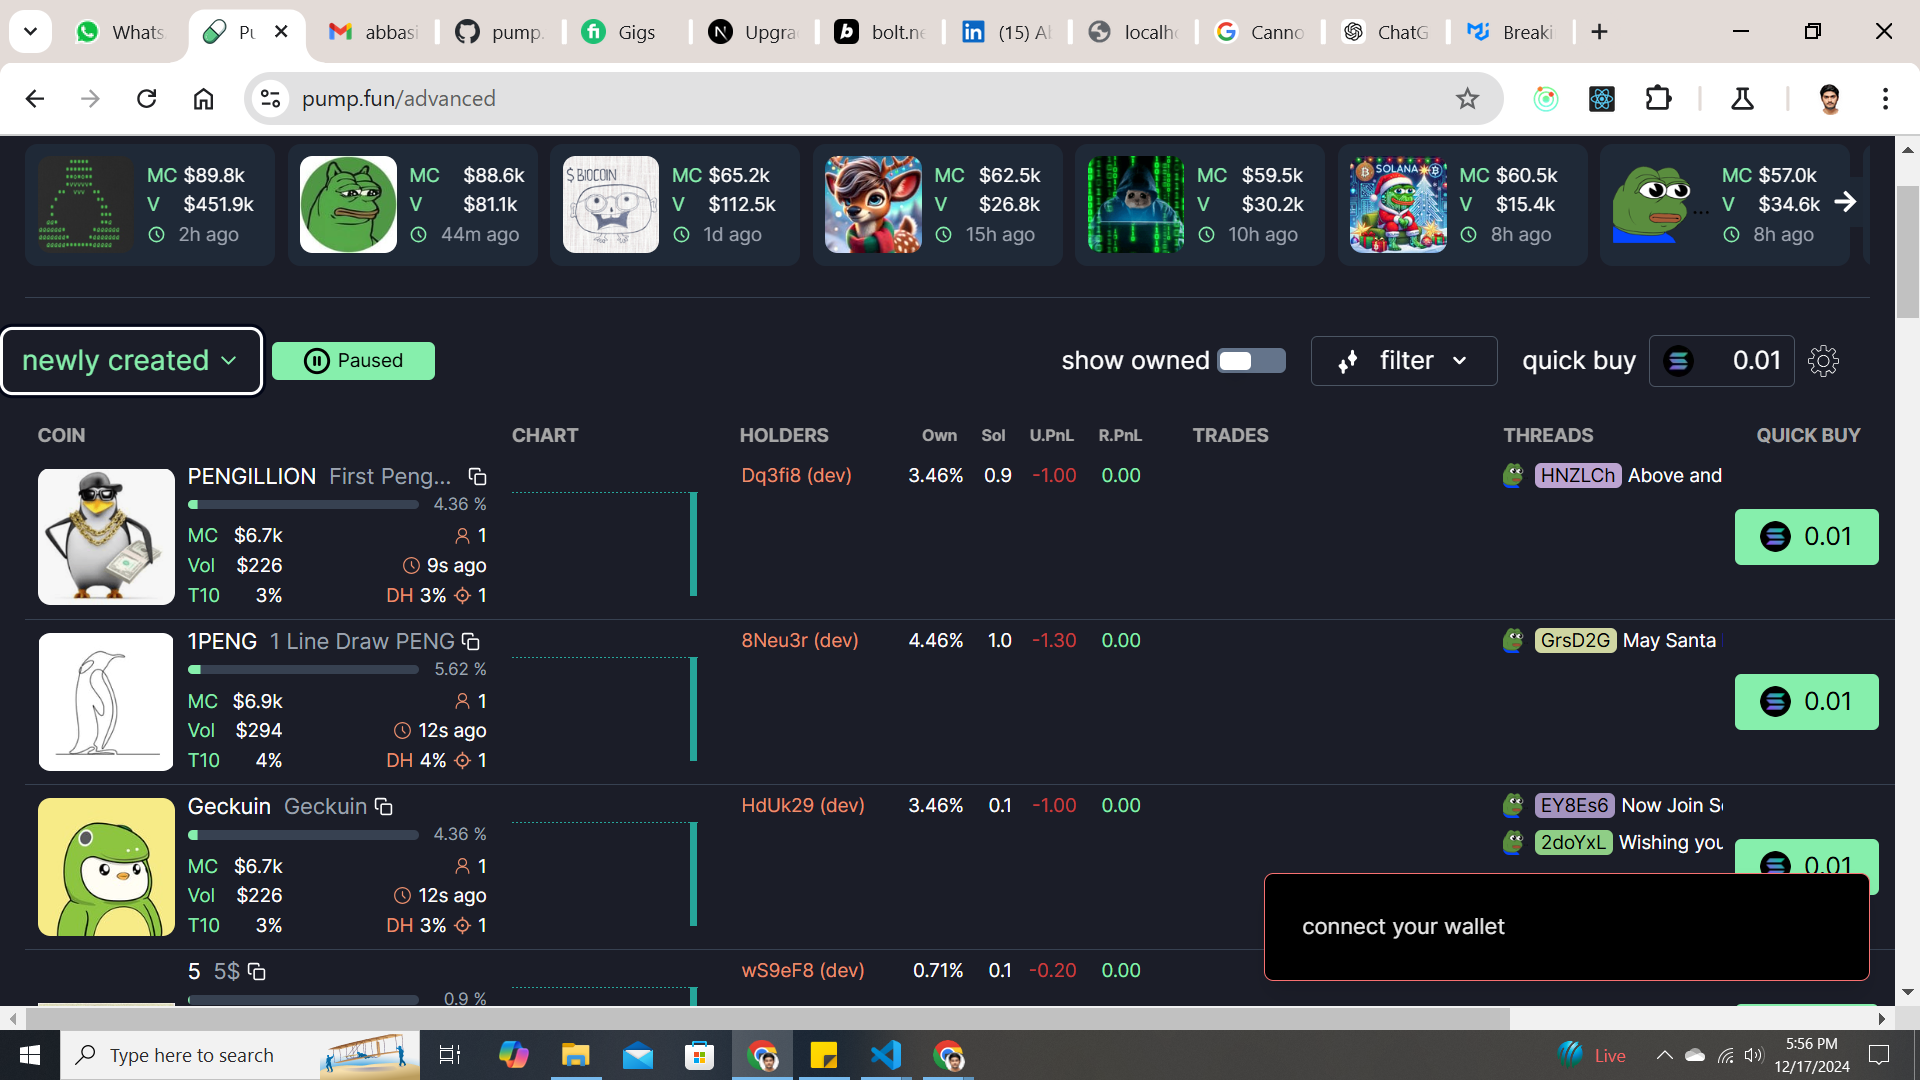 Whats
Pu
abbasi
pump.
Gigs
Upgra
bolt.ne
(15) Al
localho
Canno
ChatG
Breaki
pump.fun/advanced
MC $89.8k
V $451.9k
2h ago
MC $88.6k
V $81.1k
44m ago
$BIOCOIN
MC $65.2k
V $112.5k
1d ago
MC $62.5k
V $26.8k
15h ago
MC $59.5k
V $30.2k
10h ago
SOLANA
MC $60.5k
V $15.4k
8h ago
...
MC $57.0k
V $34.6k
8h ago
newly created
Paused
show owned
filter
quick buy
0.01
COIN CHART HOLDERS Own Sol U.PnL R.PnL TRADES THREADS QUICK BUY
PENGILLION First Peng...
4.36 %
MC $6.7k 1
Vol $226 9s ago
T10 3% DH 3% 1
Dq3fi8 (dev) 3.46% 0.9 -1.00 0.00
HNZLCh Above and
0.01
1PENG 1 Line Draw PENG
5.62 %
MC $6.9k 1
Vol $294 12s ago
T10 4% DH 4% 1
8Neu3r (dev) 4.46% 1.0 -1.30 0.00
GrsD2G May Santa
0.01
Geckuin Geckuin
4.36 %
MC $6.7k 1
Vol $226 12s ago
T10 3% DH 3% 1
HdUk29 (dev) 3.46% 0.1 -1.00 0.00
EY8Es6 Now Join So
2doYxL Wishing you
0.01
5 5$
0.9 %
wS9eF8 (dev) 0.71% 0.1 -0.20 0.00
connect your wallet
Type here to search
Live
5:56 PM
12/17/2024